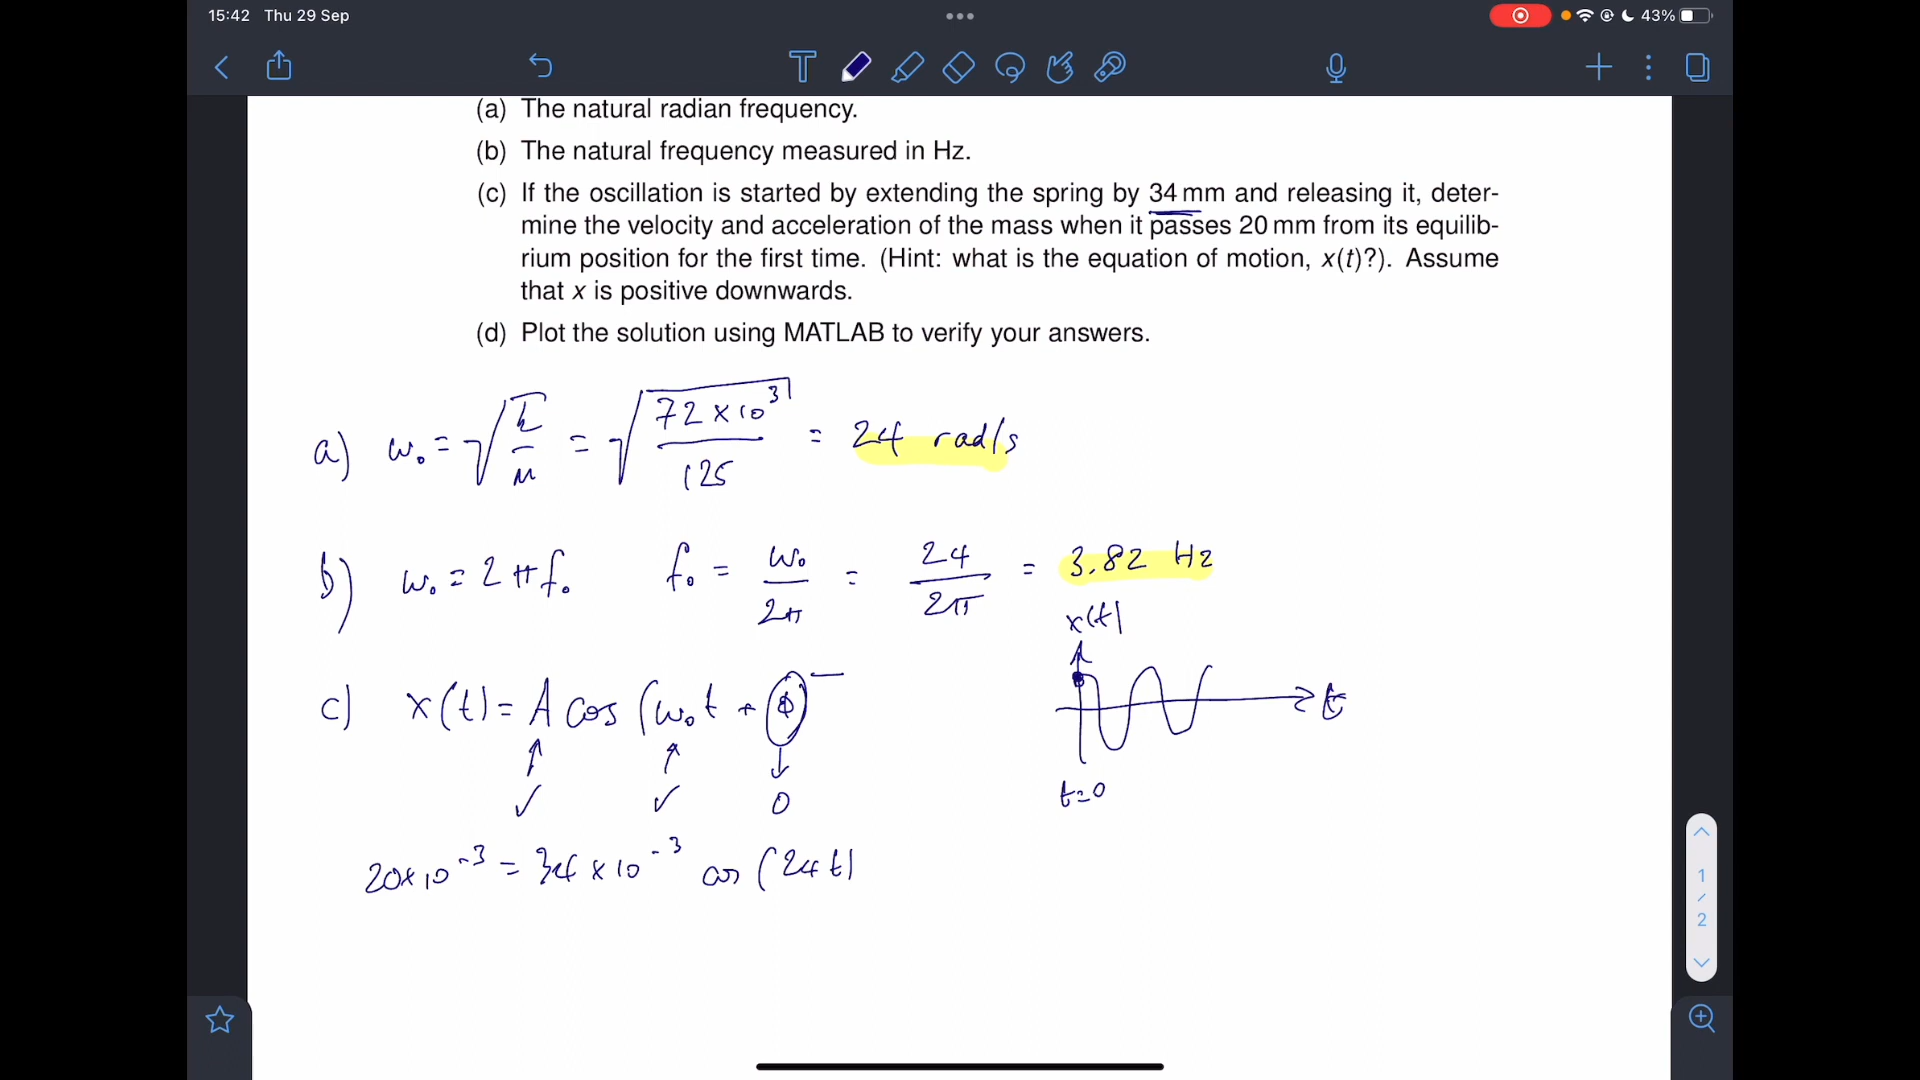 15:42 Thu 29 Sep
43%
(a) The natural radian frequency.
(b) The natural frequency measured in Hz.
(c) If the oscillation is started by extending the spring by 34 mm and releasing it, deter-
mine the velocity and acceleration of the mass when it passes 20 mm from its equilib-
rium position for the first time. (Hint: what is the equation of motion, x(t)?). Assume
that x is positive downwards.
(d) Plot the solution using MATLAB to verify your answers.
a) ω₀ = √(k/m) = √(72 × 10³/125) = 24 rad/s
b) ω₀ = 2πf₀ f₀ = ω₀/2π = 24/2π = 3.82 Hz
x(t)
c) x(t) = A cos (ω₀t + ϕ
t
0
t=0
20×10⁻³ = 34 × 10⁻³ cos (24t)
1
/
2